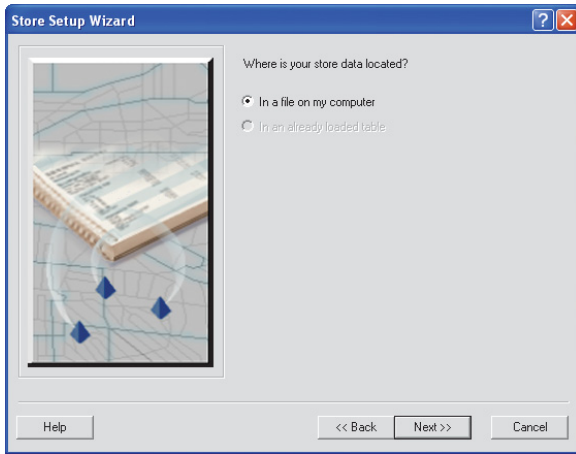 Store Setup Wizard
Where is your store data located?
In a file on my computer
In an already loaded table
Help
<< Back
Next >>
Cancel